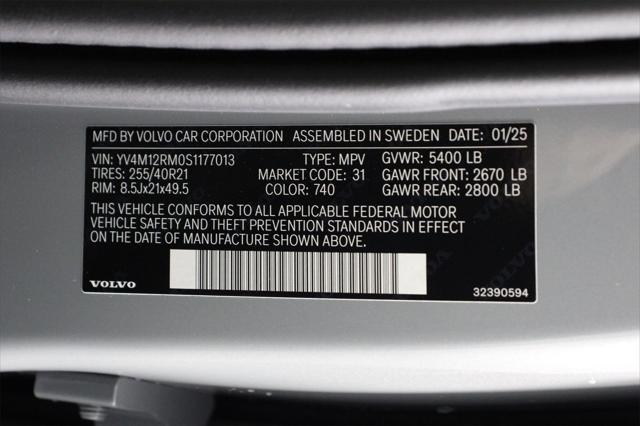 MFD BY VOLVO CAR CORPORATION ASSEMBLED IN SWEDEN DATE: 01/25
VIN: YV4M12RM0S1177013 TYPE: MPV GVWR: 5400 LB
TIRES: 255/40R21 MARKET CODE: 31 GAWR FRONT: 2670 LB
RIM: 8.5Jx21x49.5 COLOR: 740 GAWR REAR: 2800 LB
THIS VEHICLE CONFORMS TO ALL APPLICABLE FEDERAL MOTOR
VEHICLE SAFETY AND THEFT PREVENTION STANDARDS IN EFFECT
ON THE DATE OF MANUFACTURE SHOWN ABOVE.
VOLVO 32390594